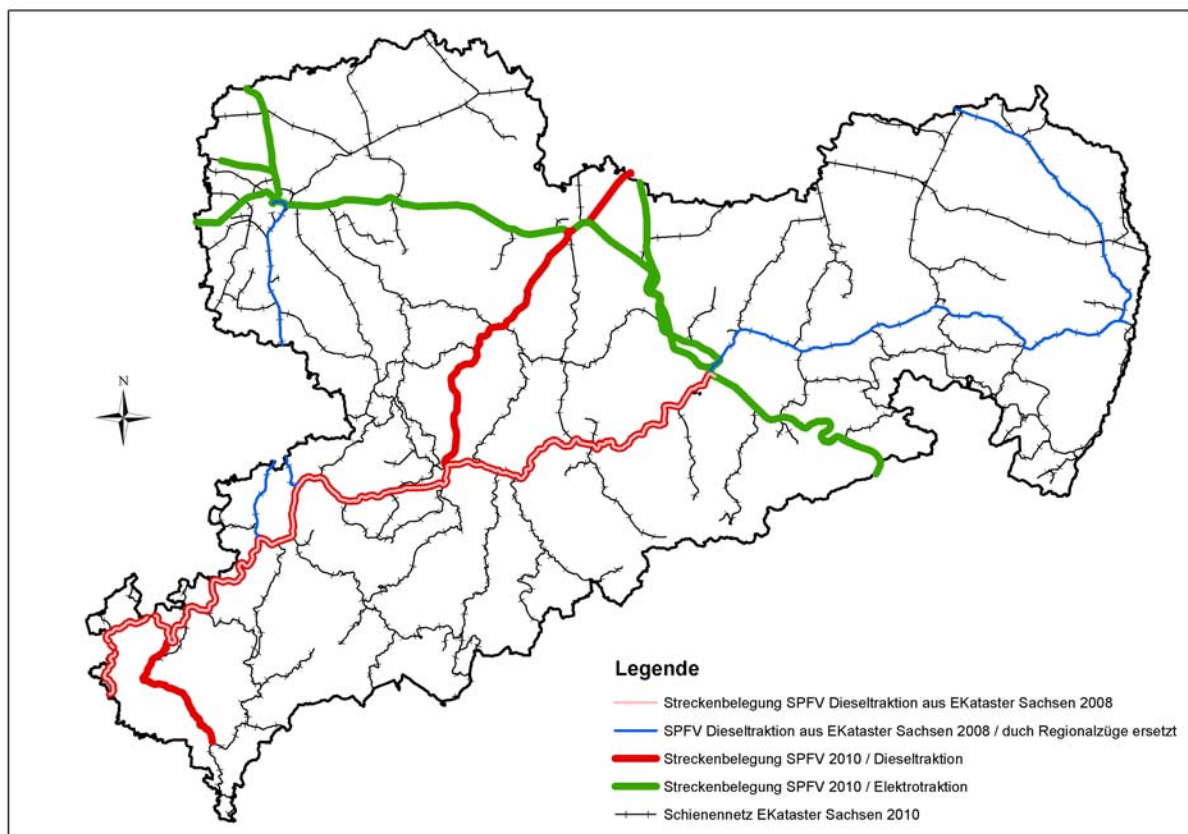 N
Legende
Streckenbelegung SPFV Dieseltraktion aus EKataster Sachsen 2008
SPFV Dieseltraktion aus EKataster Sachsen 2008 / duch Regionalzüge ersetzt
Streckenbelegung SPFV 2010 / Dieseltraktion
Streckenbelegung SPFV 2010 / Elektrotraktion
Schienennetz EKataster Sachsen 2010